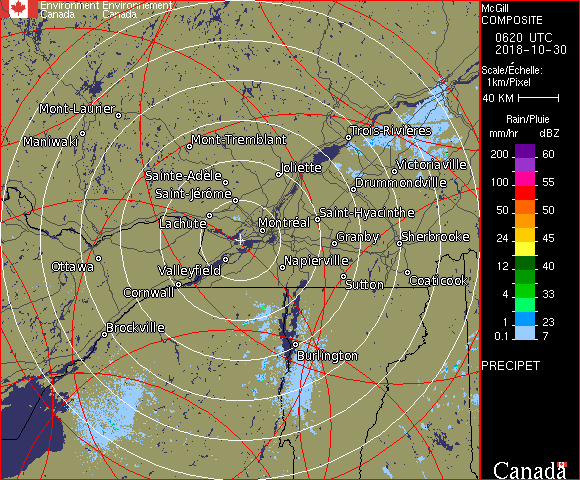 Environment Environnement
Canada Canada
McGill
COMPOSITE
0620 UTC
2018-10-30
Scale/Échelle:
1km/Pixel
40 KM
Rain/Pluie
mm/hr dBZ
200 60
100 55
50 50
24 45
12 40
4 33
1 23
0.1 7
PRECIPET
Canada
Mont-Laurier
Maniwaki
Mont-Tremblant
Trois-Rivières
Joliette
Victoriaville
Sainte-Adèle
Drummondville
Saint-Jérôme
Saint-Hyacinthe
Lachute
Montréal
Granby
Sherbrooke
Ottawa
Valleyfield
Napierville
Cornwall
Sutton
Coaticook
Brockville
Burlington